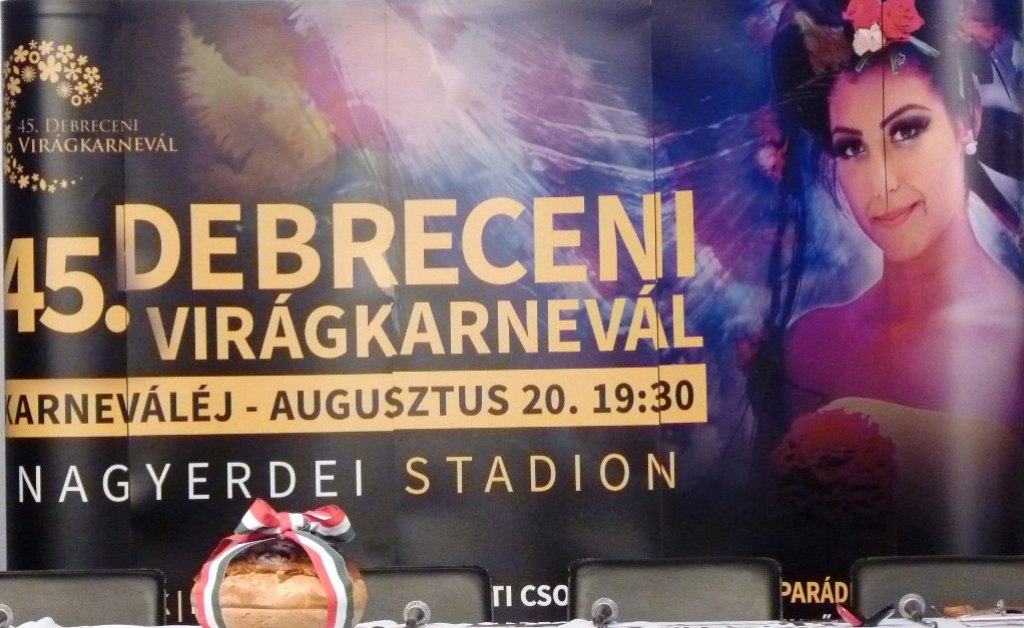 45. DEBRECENI
VIRÁGKARNEVÁL
45. DEBRECENI
VIRÁGKARNEVÁL
KARNEVÁLÉJ - AUGUSZTUS 20. 19:30
NAGYERDEI STADION
TI CSO PARÁD